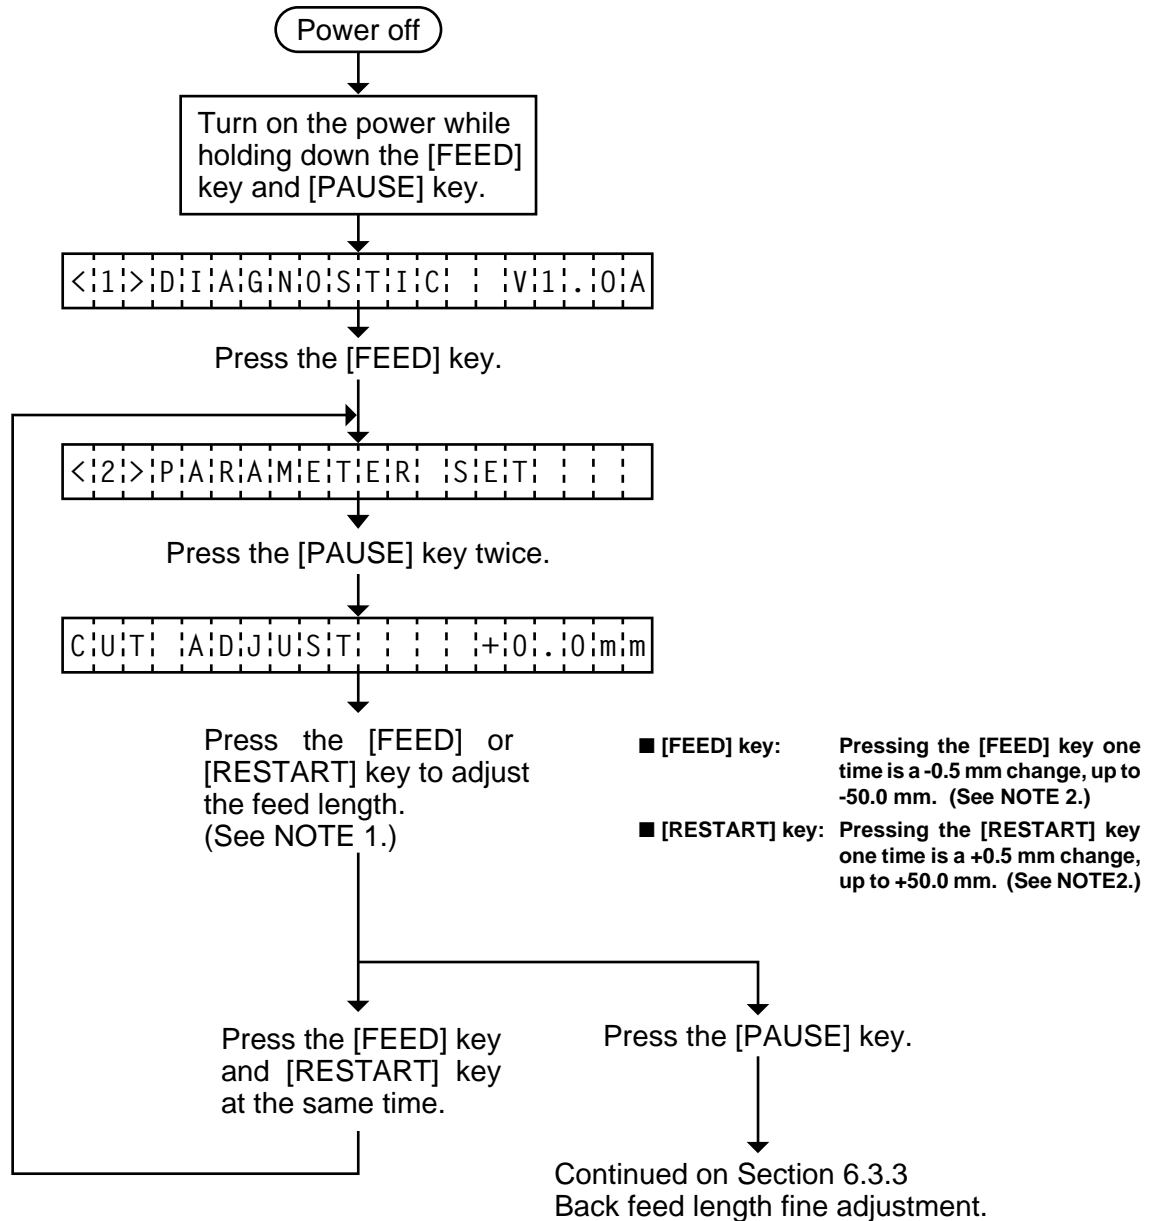 Power off
Turn on the power while
holding down the [FEED]
key and [PAUSE] key.
<1>DIAGNOSTIC  V1.0A
Press the [FEED] key.
<2>PARAMETER SET
Press the [PAUSE] key twice.
CUT ADJUST    +0.0mm
Press the [FEED] or
[RESTART] key to adjust
the feed length.
(See NOTE 1.)
■ [FEED] key: Pressing the [FEED] key one
time is a -0.5 mm change, up to
-50.0 mm. (See NOTE 2.)
■ [RESTART] key: Pressing the [RESTART] key
one time is a +0.5 mm change,
up to +50.0 mm. (See NOTE2.)
Press the [FEED] key
and [RESTART] key
at the same time.
Press the [PAUSE] key.
Continued on Section 6.3.3
Back feed length fine adjustment.